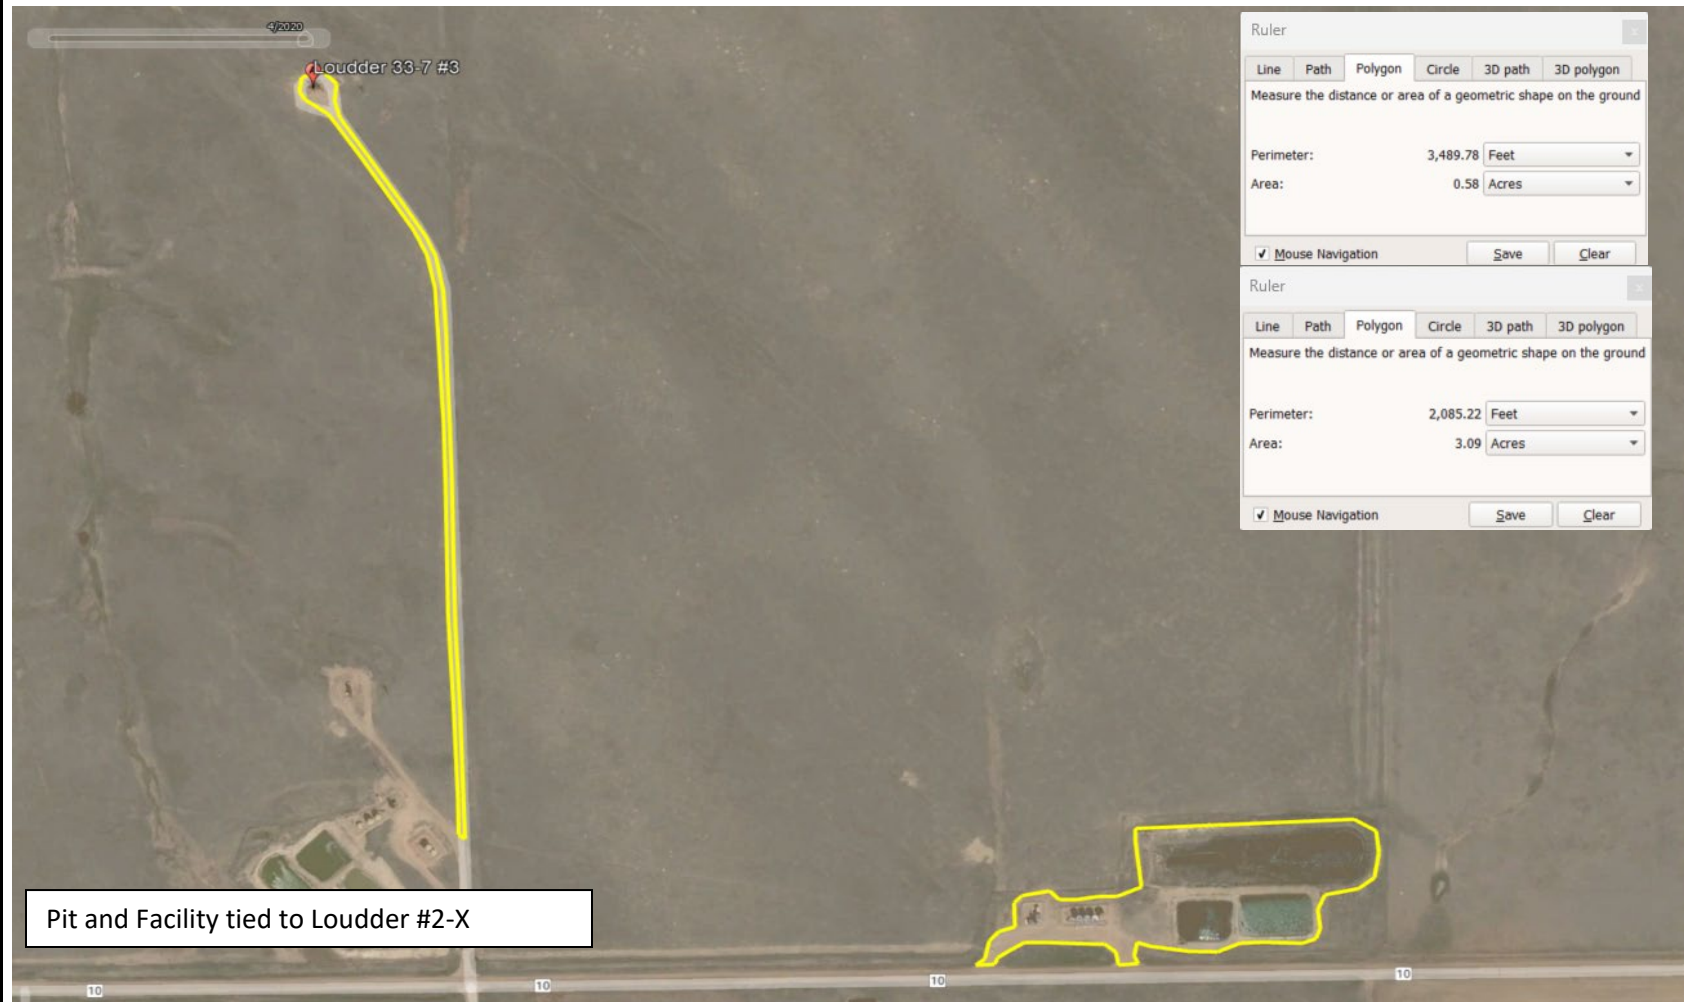 4/2020
Loudder 33-7 #3
Ruler
x
Line Path Polygon Circle 3D path 3D polygon
Measure the distance or area of a geometric shape on the ground
Perimeter: 3,489.78 Feet
Area: 0.58 Acres
Mouse Navigation Save Clear
Ruler
x
Line Path Polygon Circle 3D path 3D polygon
Measure the distance or area of a geometric shape on the ground
Perimeter: 2,085.22 Feet
Area: 3.09 Acres
Mouse Navigation Save Clear
Pit and Facility tied to Loudder #2-X
10
10
10
10